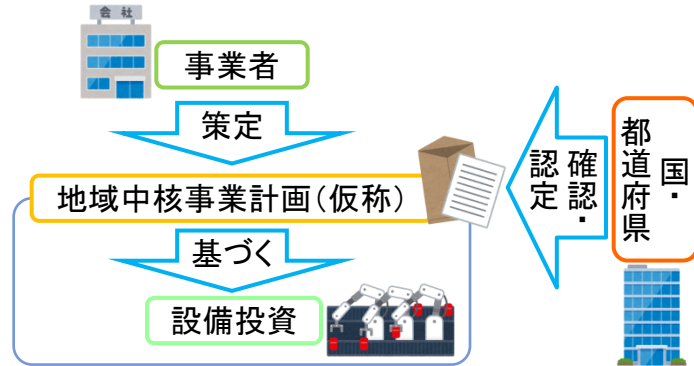 会社
事業者
策定
地域中核事業計画(仮称)
確認・
認定
国・
都道府県
基づく
設備投資